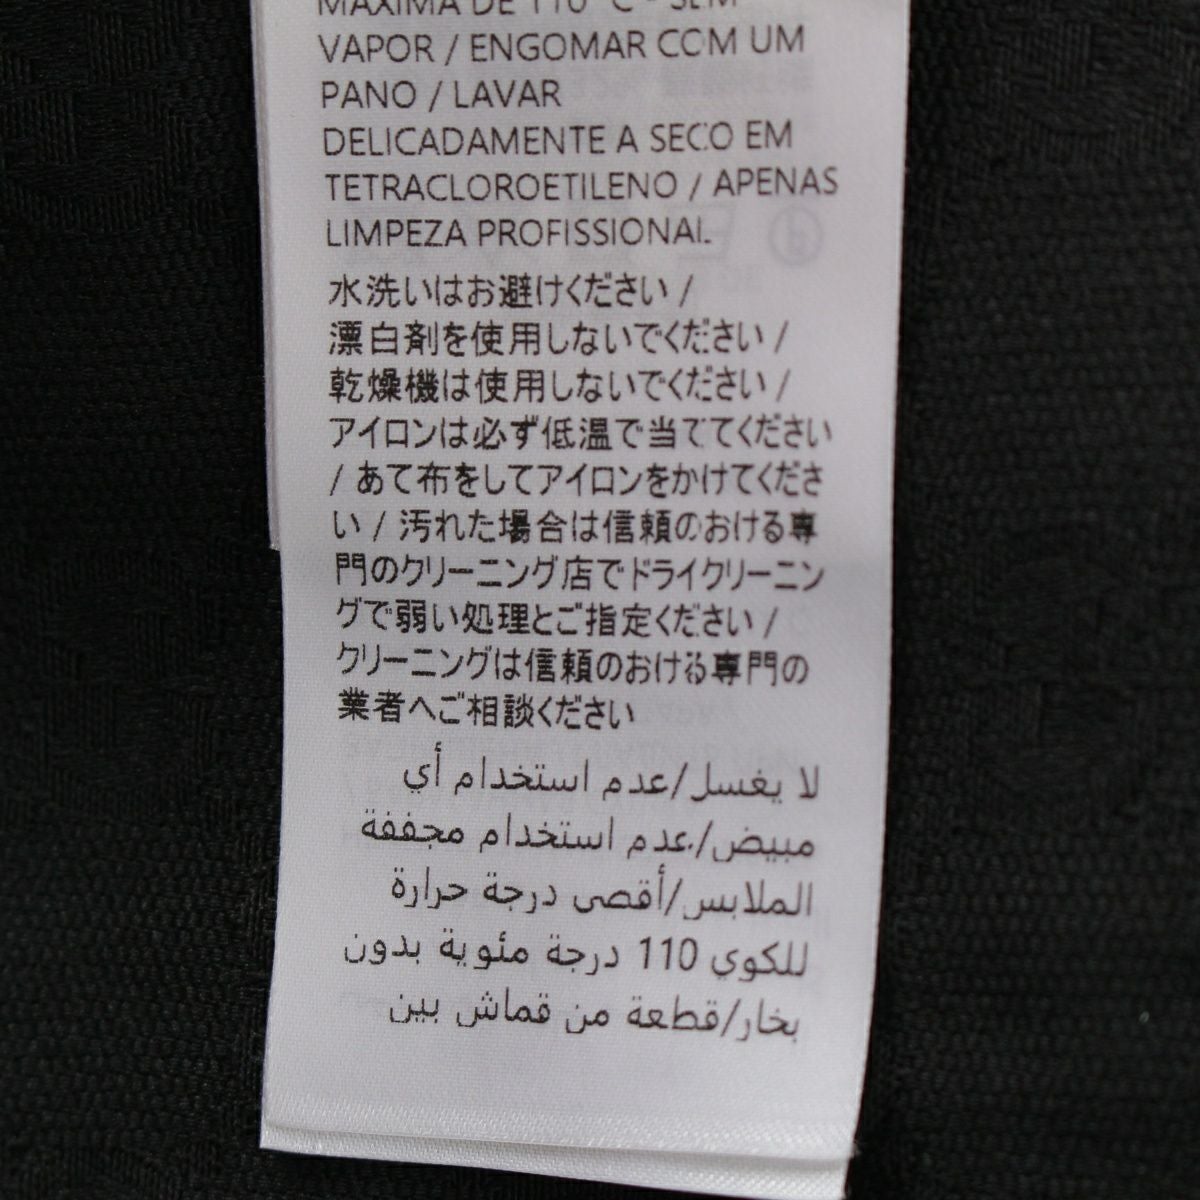 MÁXIMA DE 110 °C - SEM
VAPOR / ENGOMAR COM UM
PANO / LAVAR
DELICADAMENTE A SECO EM
TETRACLOROETILENO / APENAS
LIMPEZA PROFISSIONAL.
水洗いはお避けください /
漂白剤を使用しないでください /
乾燥機は使用しないでください /
アイロンは必ず低温で当ててください
/ あて布をしてアイロンをかけてくださ
い / 汚れた場合は信頼のおける専
門のクリーニング店でドライクリーニン
グで弱い処理とご指定ください /
クリーニングは信頼のおける専門の
業者へご相談ください
لا يغسل/عدم استخدام أي
مبيض/عدم استخدام مجففة
الملابس/أقصى درجة حرارة
للكوي 110 درجة مئوية بدون
بخار/قطعة من قماش بين